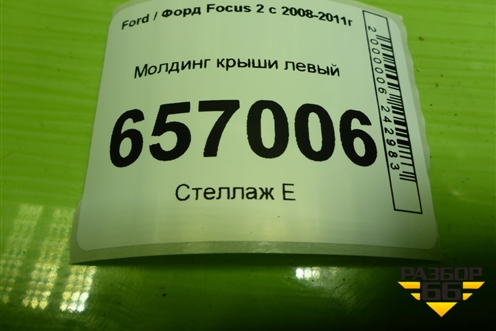 Ford / Форд Focus 2 с 2008-2011г
Молдинг крыши левый
657006
Стеллаж Е
2000006242983
РАЗБОР
66